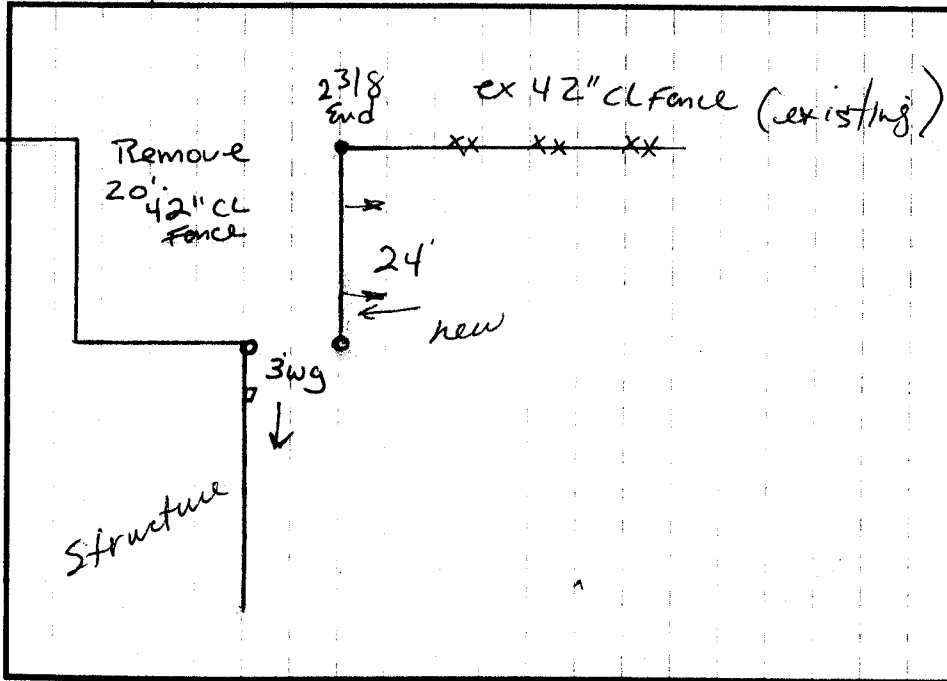 2 3/8
End
ex 42" CL Fence (existing)
Remove
20'
42" CL
Fence
24'
new
3'wg
Structure